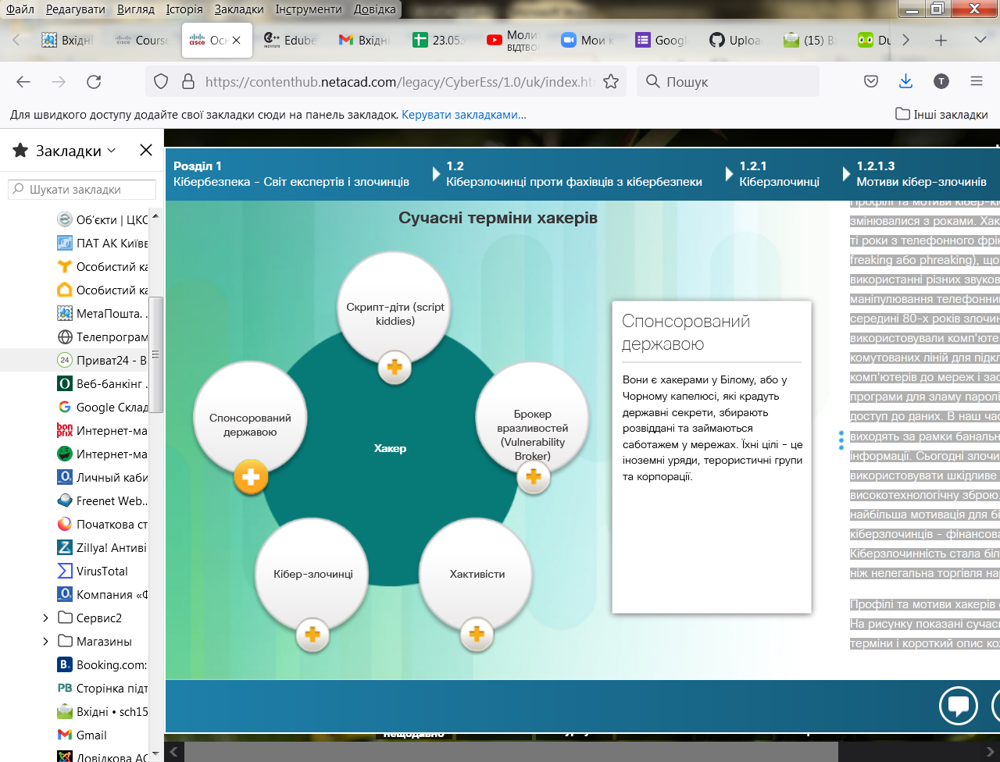 Файл Редагувати Вигляд Історія Закладки Інструменти Довідка
Вхідні Course Осн Edube Вхідні 23.05. Молит Мои к Googl Uploa (15) Вх Du
ВІДТВО
https://contenthub.netacad.com/legacy/CyberEss/1.0/uk/index.htm
Пошук
Для швидкого доступу додайте свої закладки сюди на панель закладок. Керувати закладками…
Інші закладки
Закладки
Шукати закладки
Об'єкти | ЦКС
ПАТ АК Київв
Особистий ка
Особистий ка
МетаПошта. .
Телепрограм
24 Приват24 - В
Веб-банкінг .
Google Склад
bon prix Интернет-ма
Интернет-ма
Личный каби
Freenet Web..
Початкова ст
Zillya! Антиві
VirusTotal
Компания «Ф
Сервис2
Магазины
Booking.com:
PB Сторінка підт
Вхідні • sch15
Gmail
Довідкова АС
Розділ 1
Кібербезпека - Світ експертів і злочинців
1.2
Кіберзлочинці проти фахівців з кібербезпеки
1.2.1
Кіберзлочинці
1.2.1.3
Мотиви кібер-злочинів
Сучасні терміни хакерів
Скрипт-діти (script
kiddies)
Спонсорований
державою
Брокер
вразливостей
(Vulnerability
Broker)
Хакер
Кібер-злочинці
Хактивісти
Спонсорований
державою
Вони є хакерами у Білому, або у
Чорному капелюсі, які крадуть
державні секрети, збирають
розвіддані та займаються
саботажем у мережах. Їхні цілі - це
іноземні уряди, терористичні групи
та корпорації.
Профілі та мотиви кібер-кі
змінювалися з роками. Хак
ті роки з телефонного фрік
freaking або phreaking), що
використанні різних звуков
маніпулювання телефонни
середині 80-х років злочин
використовували комп'юте
комутованих ліній для підкл
комп'ютерів до мереж і зас
програми для зламу паролі
доступ до даних. В наш час
виходять за рамки банальн
інформації. Сьогодні злочи
використовувати шкідливе
високотехнологічну зброю.
найбільша мотивація для бі
кіберзлочинців - фінансова
Кіберзлочинність стала біл
ніж нелегальна торгівля на
Профілі та мотиви хакерів
На рисунку показані сучасн
терміни і короткий опис кож
нещодавно